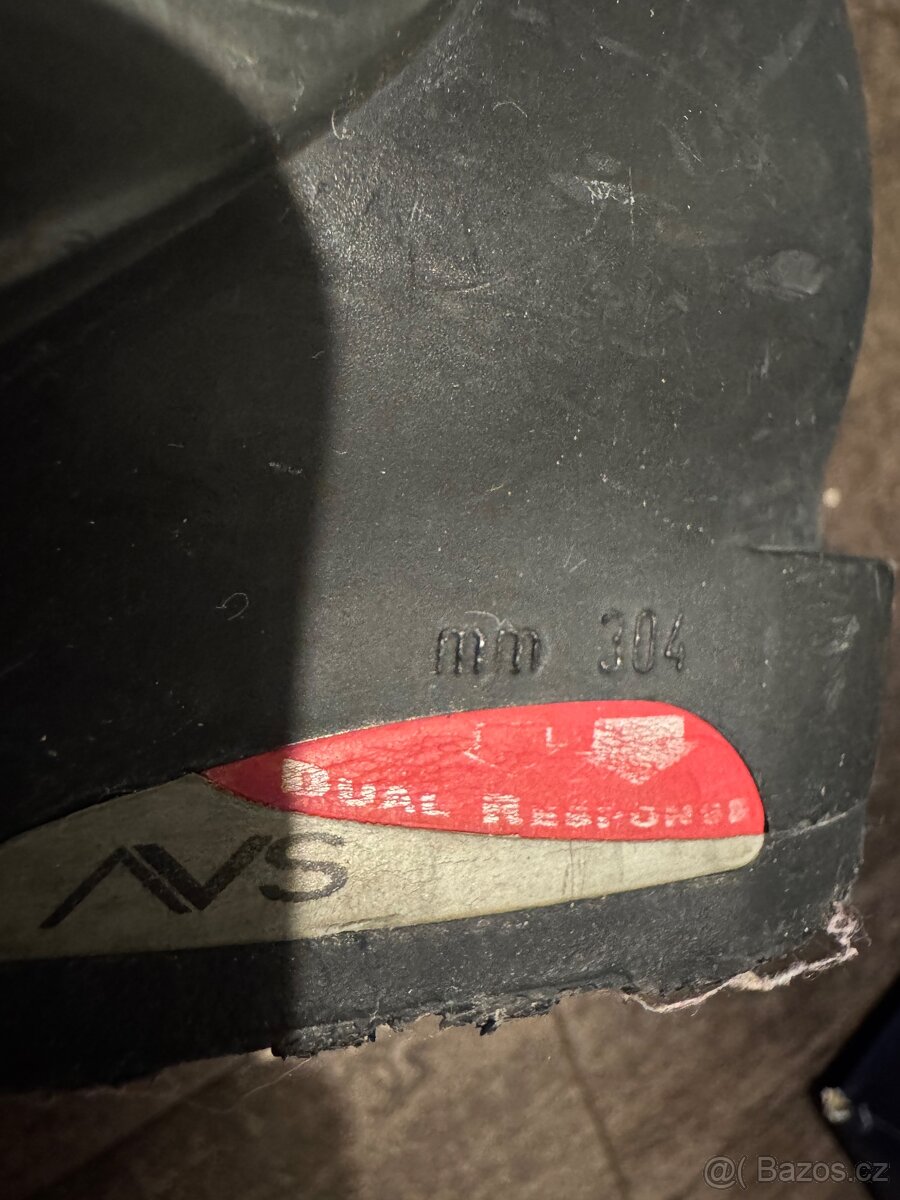 mm 304
DUAL RESPONSE
AVS
@( Bazos.cz